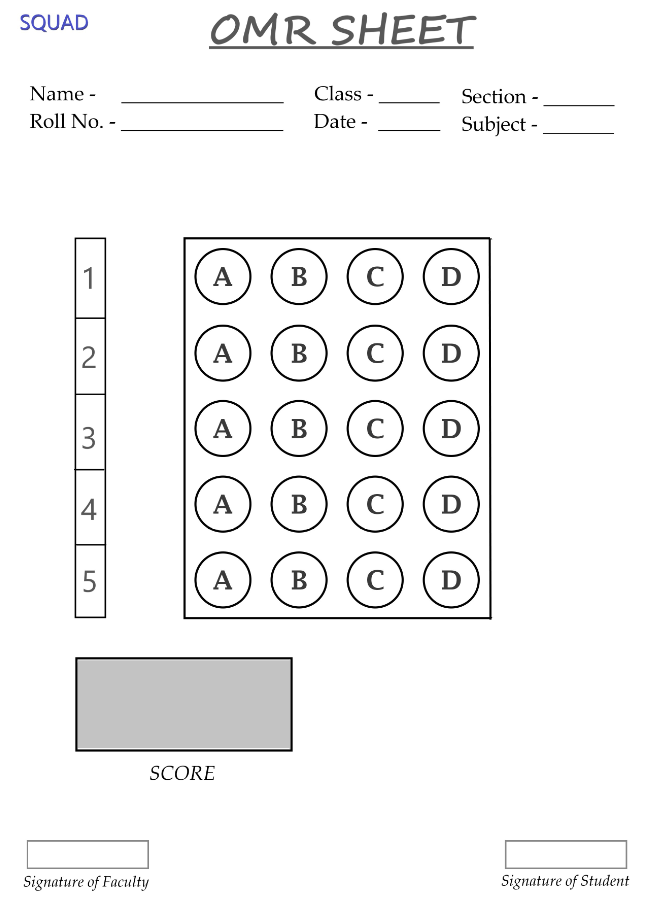 SQUAD
OMR SHEET
Name - Class - Section -
Roll No. - Date - Subject -
1 A B C D
2 A B C D
3 A B C D
4 A B C D
5 A B C D
SCORE
Signature of Faculty Signature of Student